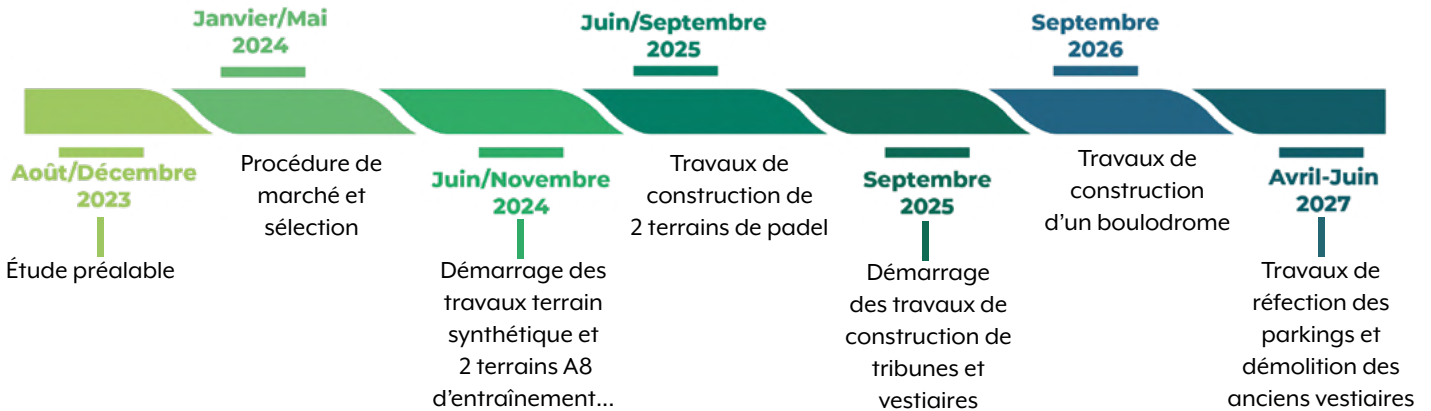 Août/Décembre
2023
Étude préalable
Janvier/Mai
2024
Procédure de
marché et
sélection
Juin/Novembre
2024
Démarrage des
travaux terrain
synthétique et
2 terrains A8
d'entraînement...
Juin/Septembre
2025
Travaux de
construction de
2 terrains de padel
Septembre
2025
Démarrage
des travaux de
construction de
tribunes et
vestiaires
Septembre
2026
Travaux de
construction
d'un boulodrome
Avril-Juin
2027
Travaux de
réfection des
parkings et
démolition des
anciens vestiaires